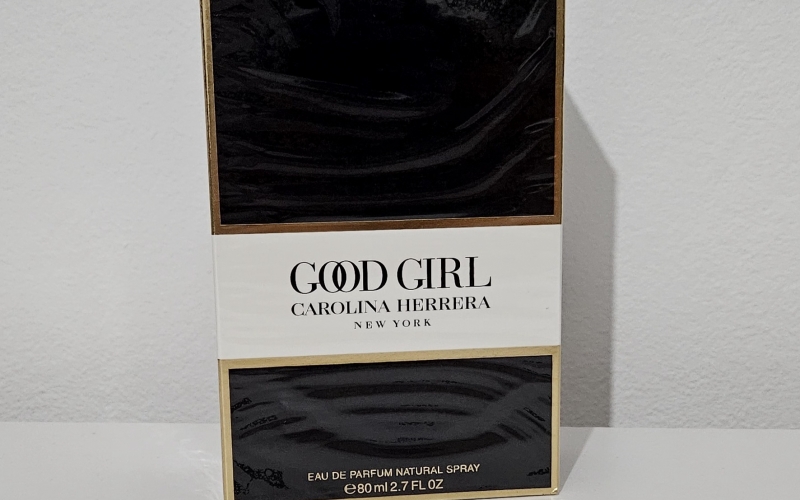 GOOD GIRL
CAROLINA HERRERA
NEW YORK
EAU DE PARFUM NATURAL SPRAY
℮80 ml 2.7 FL OZ